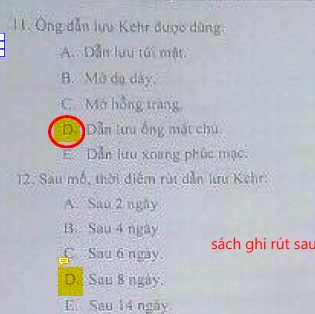 11. Ống dẫn lưu Kehr được dùng:
A. Dẫn lưu túi mật.
B. Mở dạ dày.
C. Mở hỗng tràng.
D. Dẫn lưu ống mật chủ.
E. Dẫn lưu xoang phúc mạc.
12. Sau mổ, thời điểm rút dẫn lưu Kehr:
A. Sau 2 ngày
B. Sau 4 ngày
C. Sau 6 ngày.
sách ghi rút sau
D. Sau 8 ngày.
E. Sau 14 ngày.